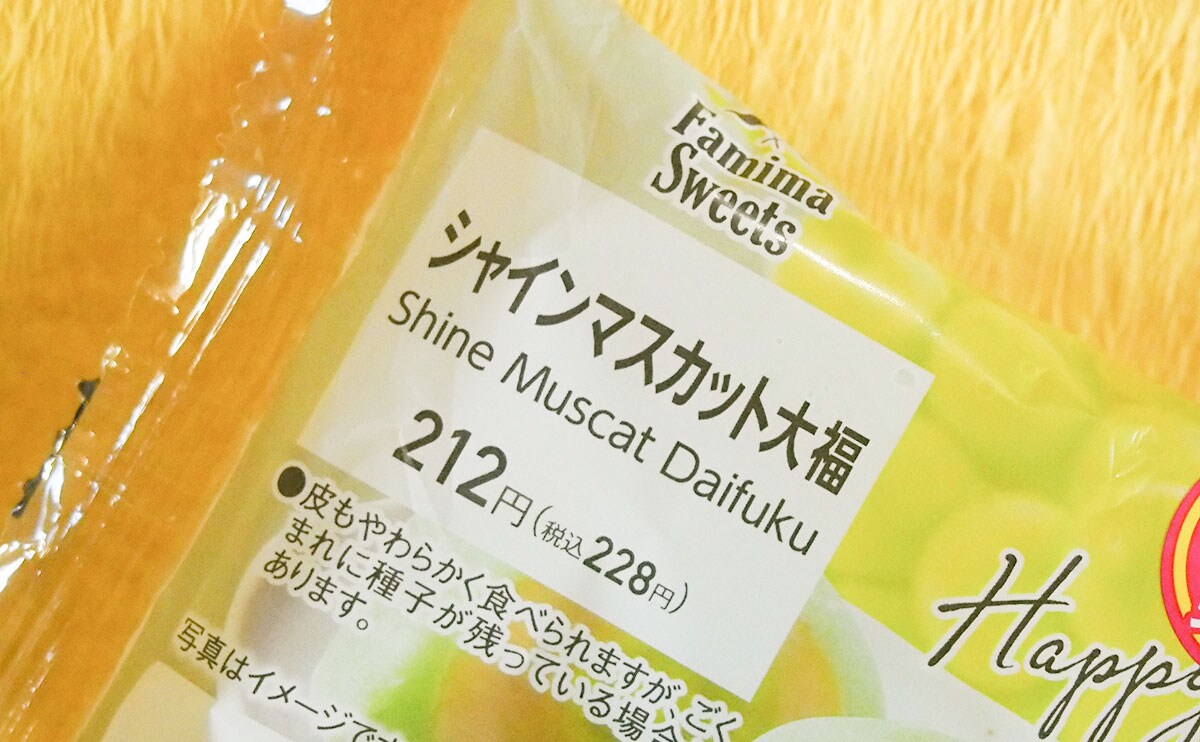 Famima
Sweets
シャインマスカット大福
Shine Muscat Daifuku
212円(税込228円)
●皮もやわらかく食べられますが、ごく
まれに種子が残っている場合
あります。
写真はイメージです
Happy